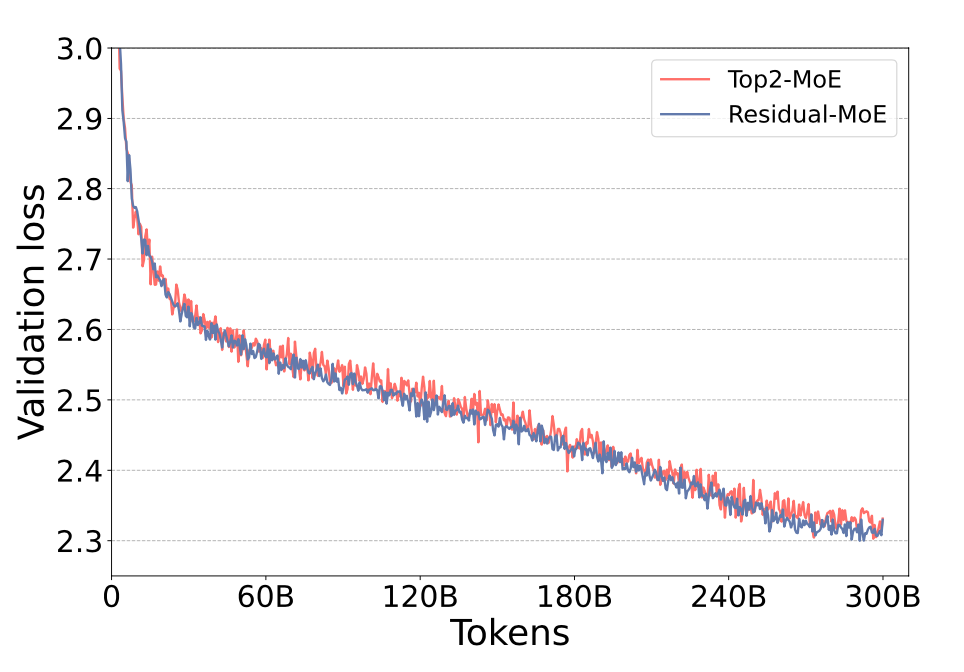 3.0
2.9
2.8
2.7
2.6
2.5
2.4
2.3
Validation loss
Top2-MoE
Residual-MoE
0 60B 120B 180B 240B 300B
Tokens